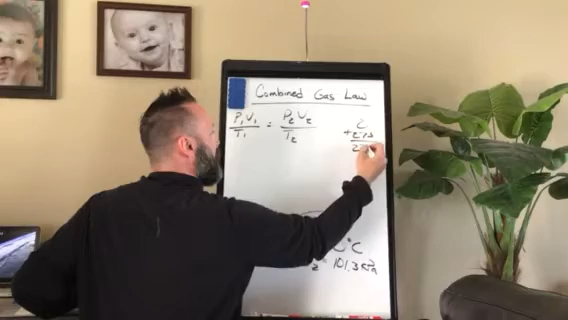 Combined Gas Law
P₁V₁ = P₂V₂
T₁ T₂
C
+273
°C
= 101.3 kPa